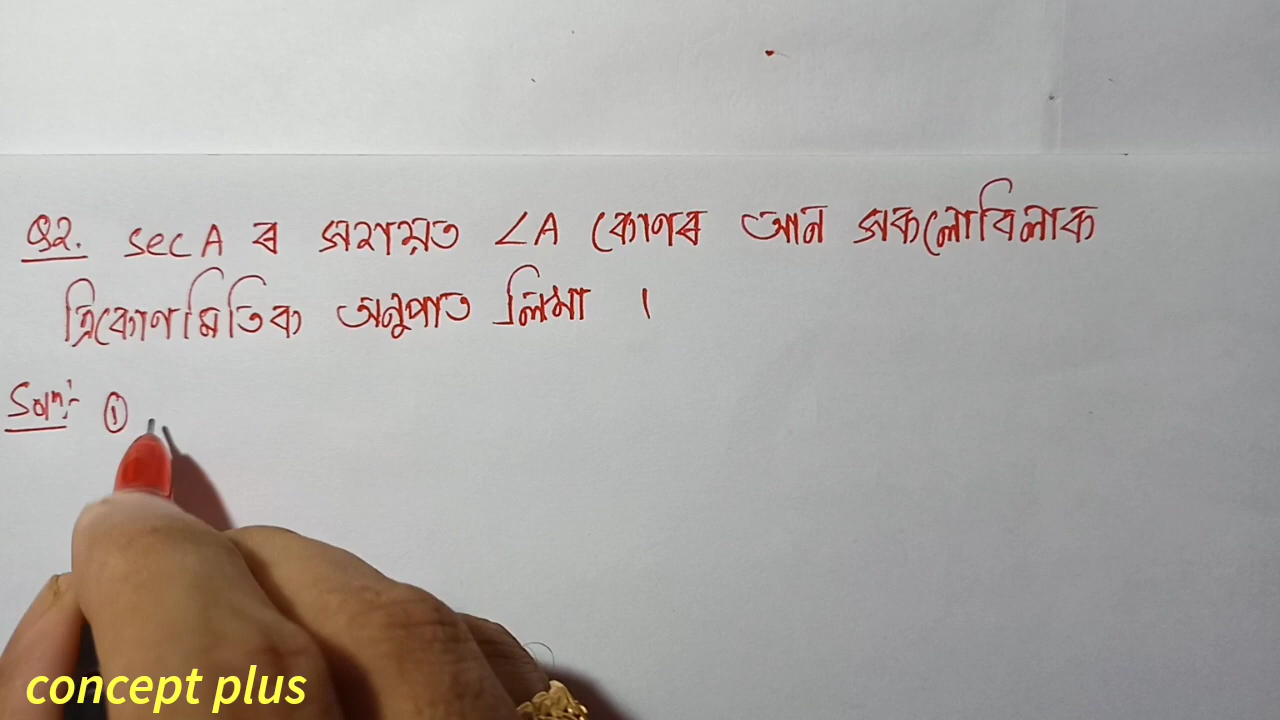 Q2. secA ৰ সহায়ত ∠A কোণৰ আন সকলোবিলাক
ত্ৰিকোণমিতিক অনুপাত লিখা ।
Solⁿ:- ①
concept plus